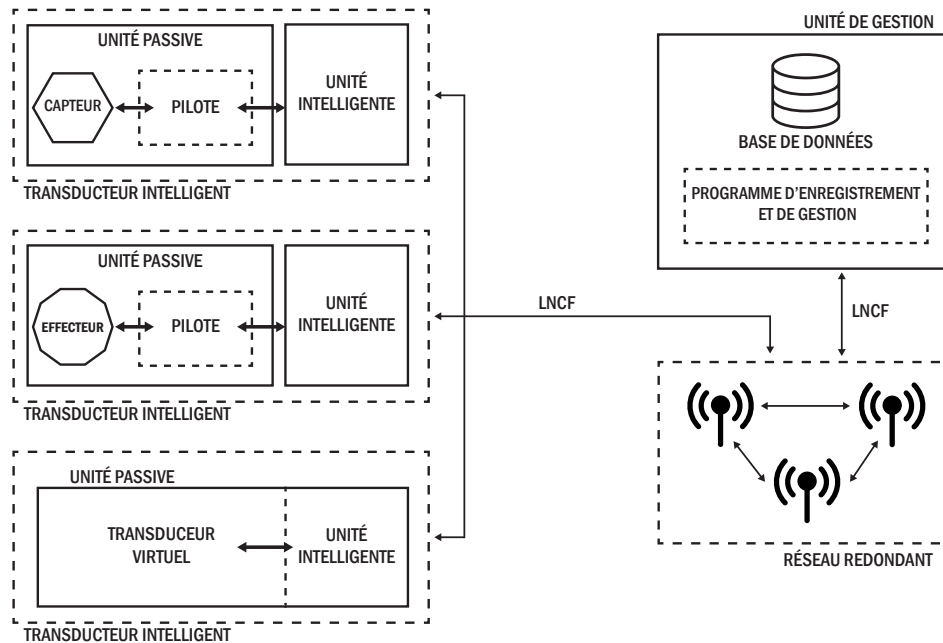 UNITÉ PASSIVE
CAPTEUR
PILOTE
UNITÉ
INTELLIGENTE
TRANSDUCTEUR INTELLIGENT
UNITÉ PASSIVE
EFFECTEUR
PILOTE
UNITÉ
INTELLIGENTE
TRANSDUCTEUR INTELLIGENT
UNITÉ PASSIVE
TRANSDUCEUR
VIRTUEL
UNITÉ
INTELLIGENTE
TRANSDUCTEUR INTELLIGENT
LNCF
UNITÉ DE GESTION
BASE DE DONNÉES
PROGRAMME D'ENREGISTREMENT
ET DE GESTION
LNCF
RÉSEAU REDONDANT